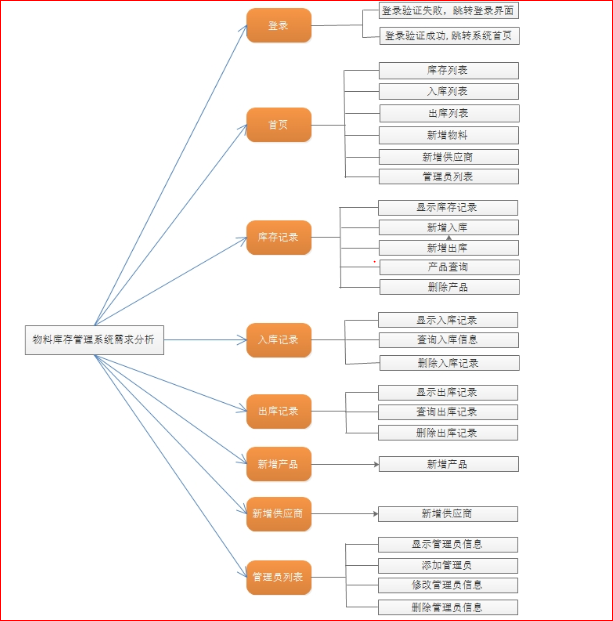 登录
登录验证失败，跳转登录界面
登录验证成功,跳转系统首页
首页
库存列表
入库列表
出库列表
新增物料
新增供应商
管理员列表
库存记录
显示库存记录
新增入库
新增出库
产品查询
删除产品
物料库存管理系统需求分析
入库记录
显示入库记录
查询入库信息
删除入库记录
出库记录
显示出库记录
查询出库记录
删除出库记录
新增产品
新增产品
新增供应商
新增供应商
管理员列表
显示管理员信息
添加管理员
修改管理员信息
删除管理员信息